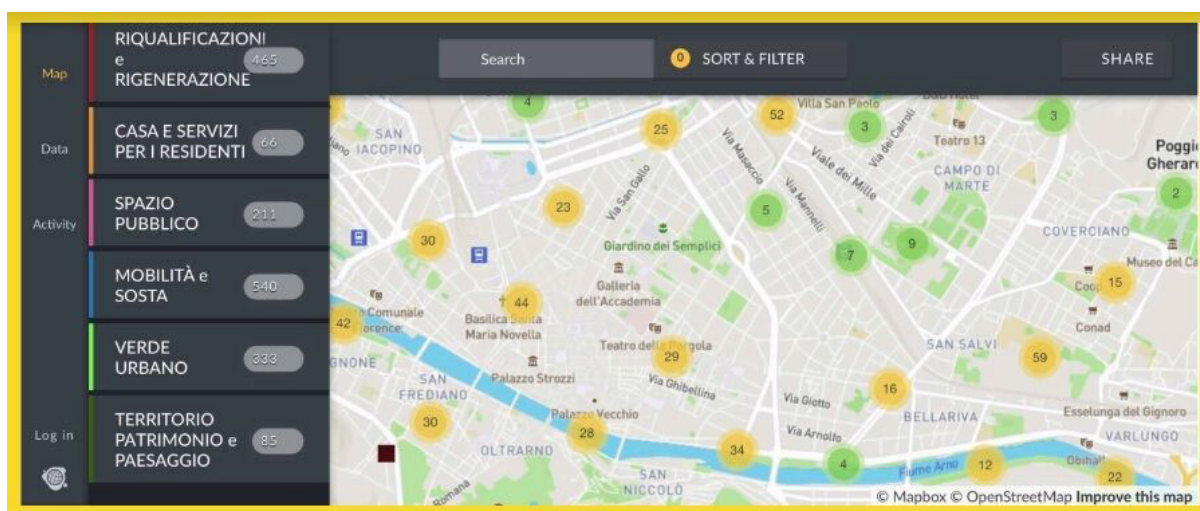 Map
Data
Activity
Log in
RIQUALIFICAZIONI
e
RIGENERAZIONE
465
CASA E SERVIZI
PER I RESIDENTI
66
SPAZIO
PUBBLICO
211
MOBILITÀ e
SOSTA
540
VERDE
URBANO
333
TERRITORIO
PATRIMONIO e
PAESAGGIO
85
Search
0 SORT & FILTER
SHARE
4
25
52
Villa San Paolo
3
3
Via dei Cairoli
Teatro 13
SAN
IACOPINO
Via Masaccio
Viale dei Mille
CAMPO DI
MARTE
Poggi
Gherar
2
Via San Gallo
23
Via Mannelli
5
30
Giardino dei Semplici
7
9
COVERCIANO
Museo del Ca
Galleria
dell'Accademia
Coop
15
44
Comunale
42
Basilica Santa
Maria Novella
Teatro della Pergola
29
Conad
SAN SALVI
59
GNONE
SAN
FREDIANO
Palazzo Strozzi
Via Ghibellina
16
Via Giotto
30
Palazzo Vecchio
28
BELLARIVA
Esselunga del Gignoro
OLTRARNO
Via Arnolfo
VARLUNGO
34
4
Fiume Arno
12
Obihall
22
SAN
NICCOLÒ
Romana
© Mapbox © OpenStreetMap Improve this map